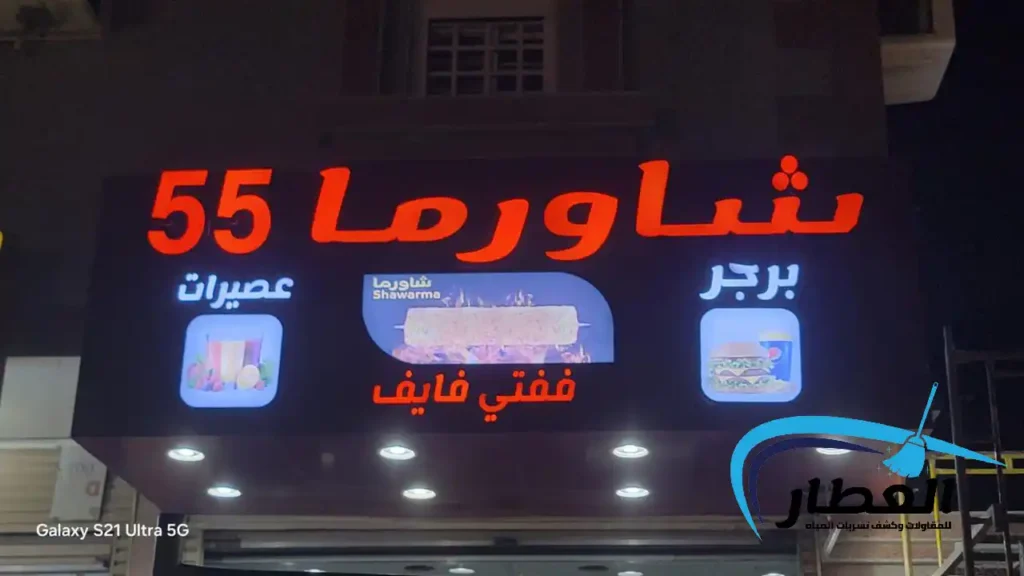 شاورما 55
برجر
عصيرات
شاورما
Shawarma
ففتي فايف
العطار
للمقاولات وكشف تسربات المياه
Galaxy S21 Ultra 5G